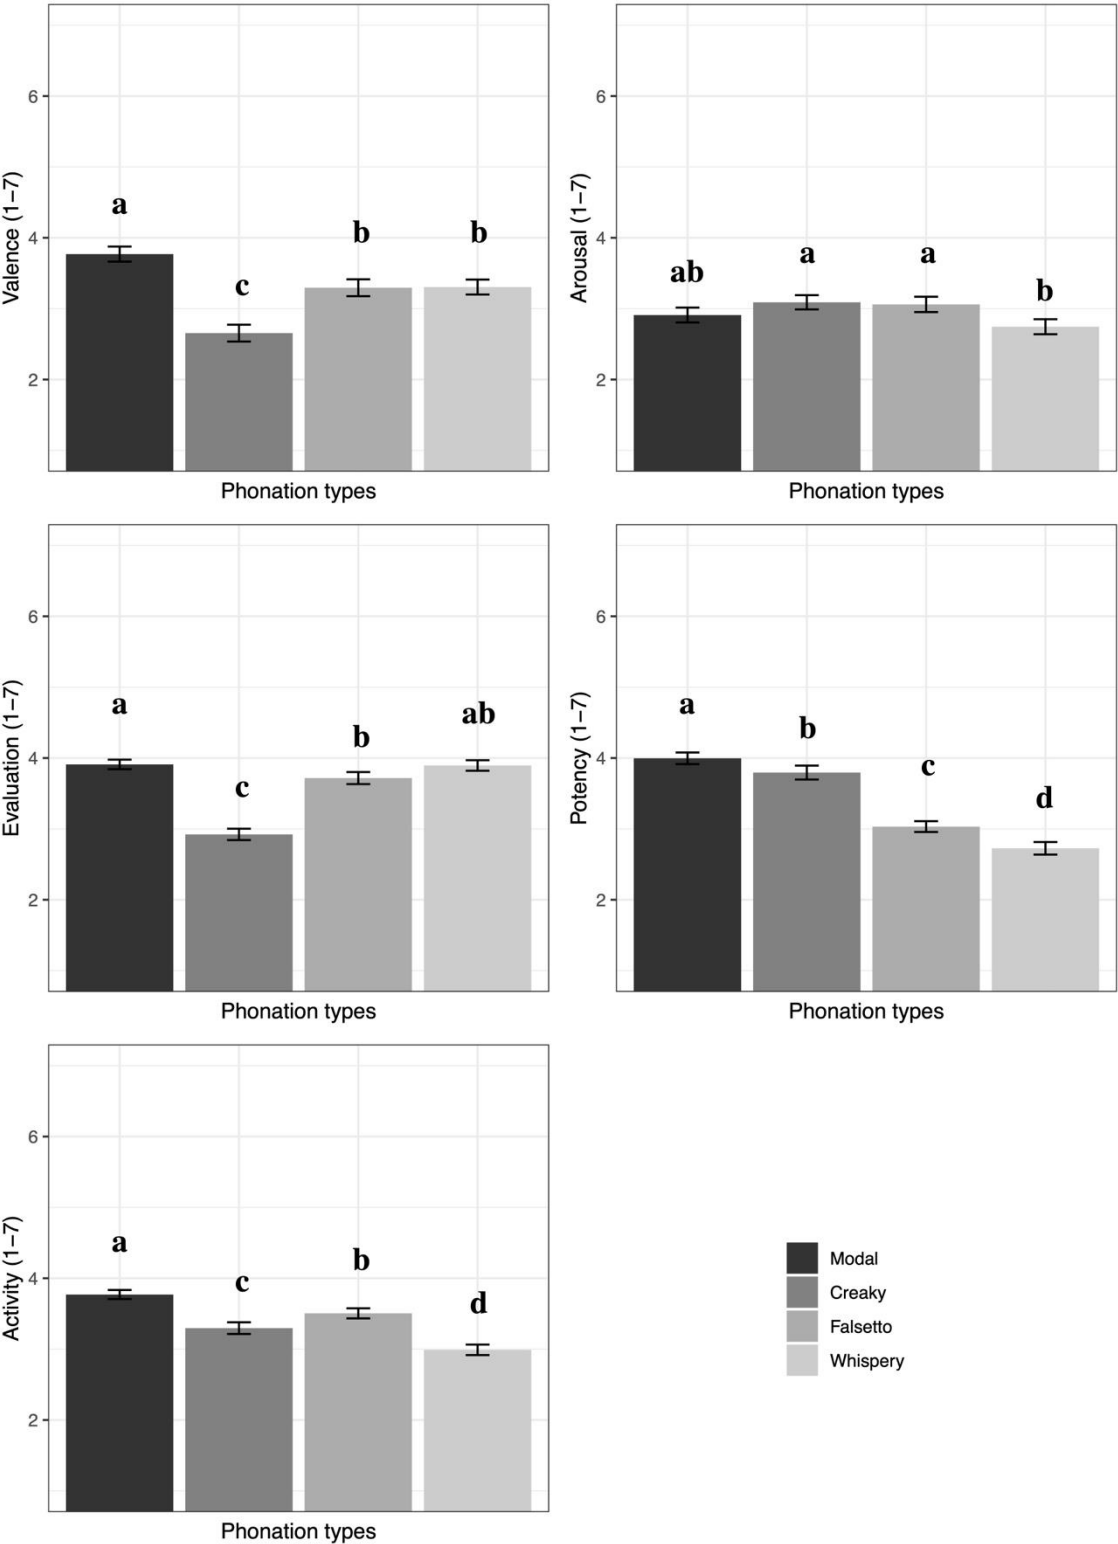 Valence (1–7)
6
4
2
a
c
b
b
Phonation types
Arousal (1–7)
6
4
2
ab
a
a
b
Phonation types
Evaluation (1–7)
6
4
2
a
c
b
ab
Phonation types
Potency (1–7)
6
4
2
a
b
c
d
Phonation types
Activity (1–7)
6
4
2
a
c
b
d
Phonation types
Modal
Creaky
Falsetto
Whispery